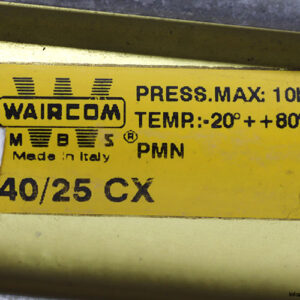 WAIRCOM
M B S ®
Made in Italy
PRESS.MAX: 10
TEMP.:-20°++80°
PMN
40/25 CX